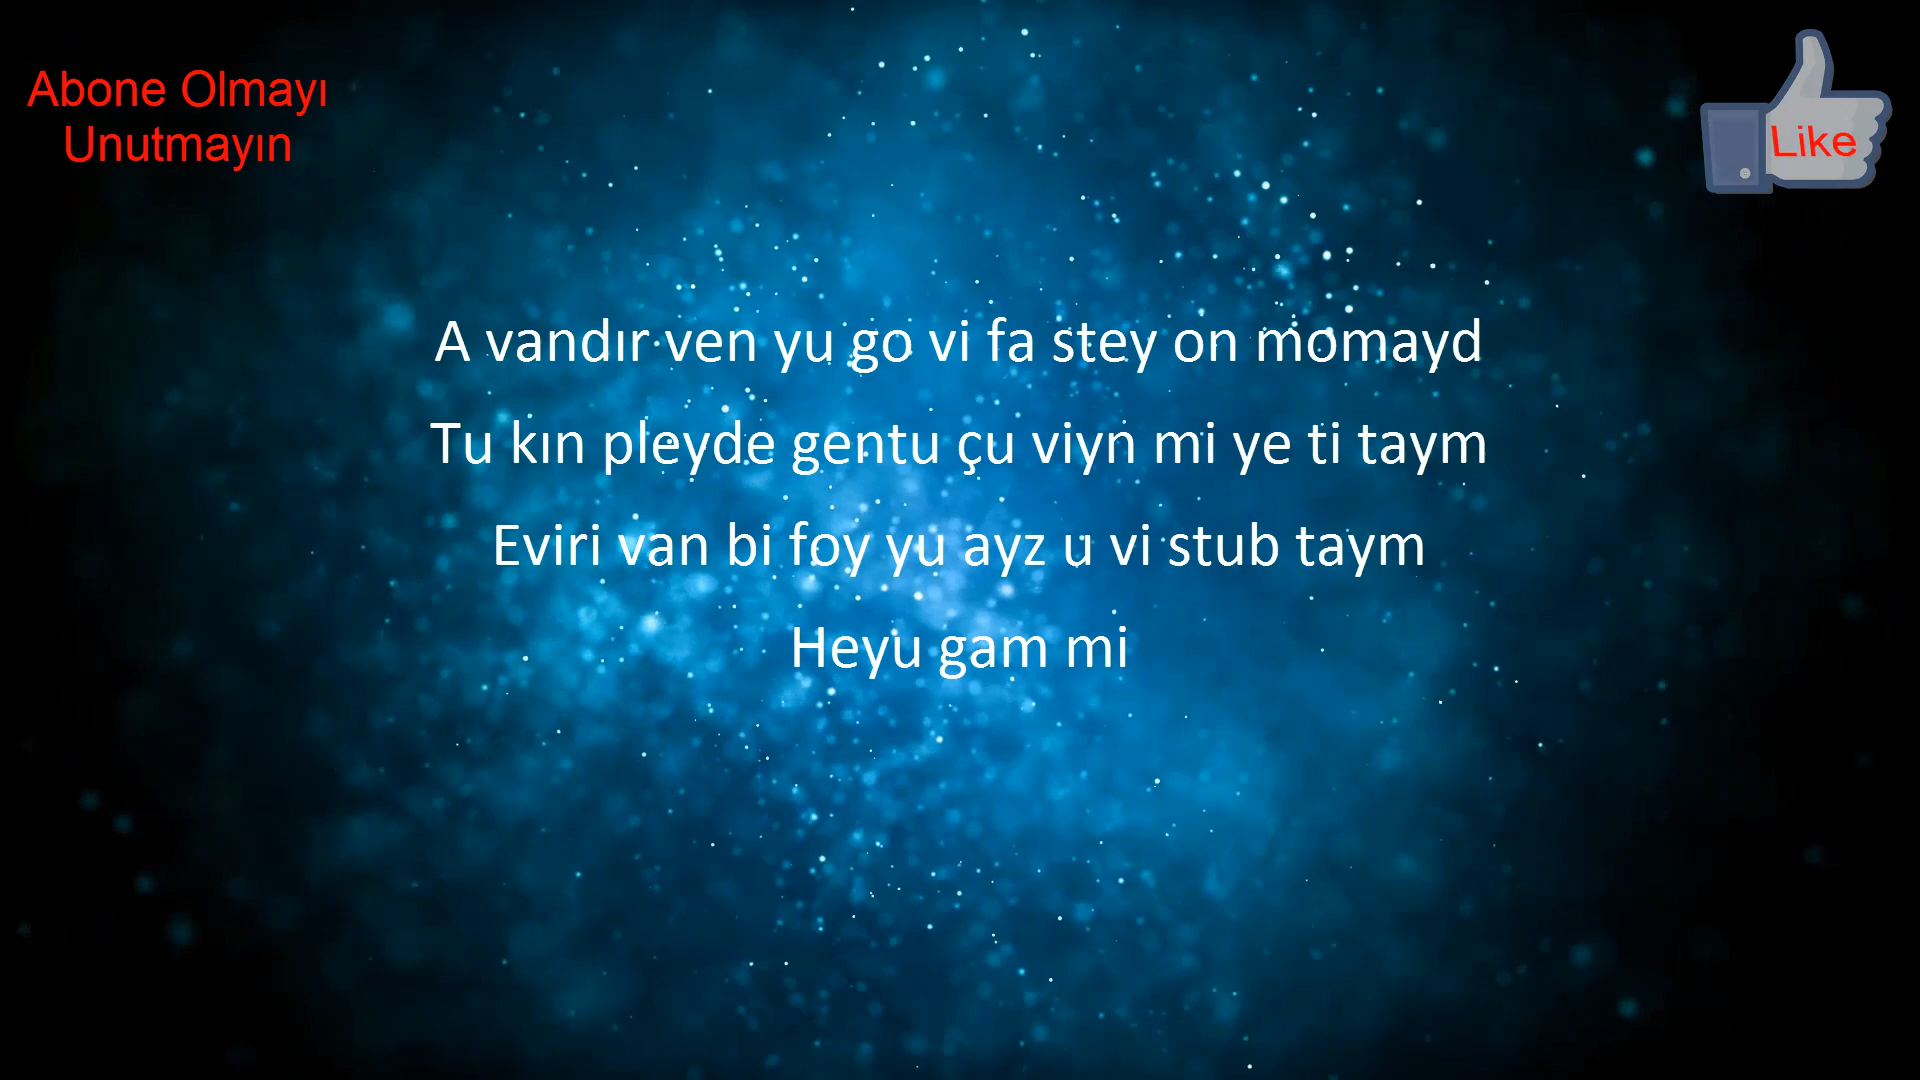 Abone Olmayı
Unutmayın
Like
A vandır ven yu go vi fa stey on momayd
Tu kın pleyde gentu çu viyn mi ye ti taym
Eviri van bi foy yu ayz u vi stub taym
Heyu gam mi